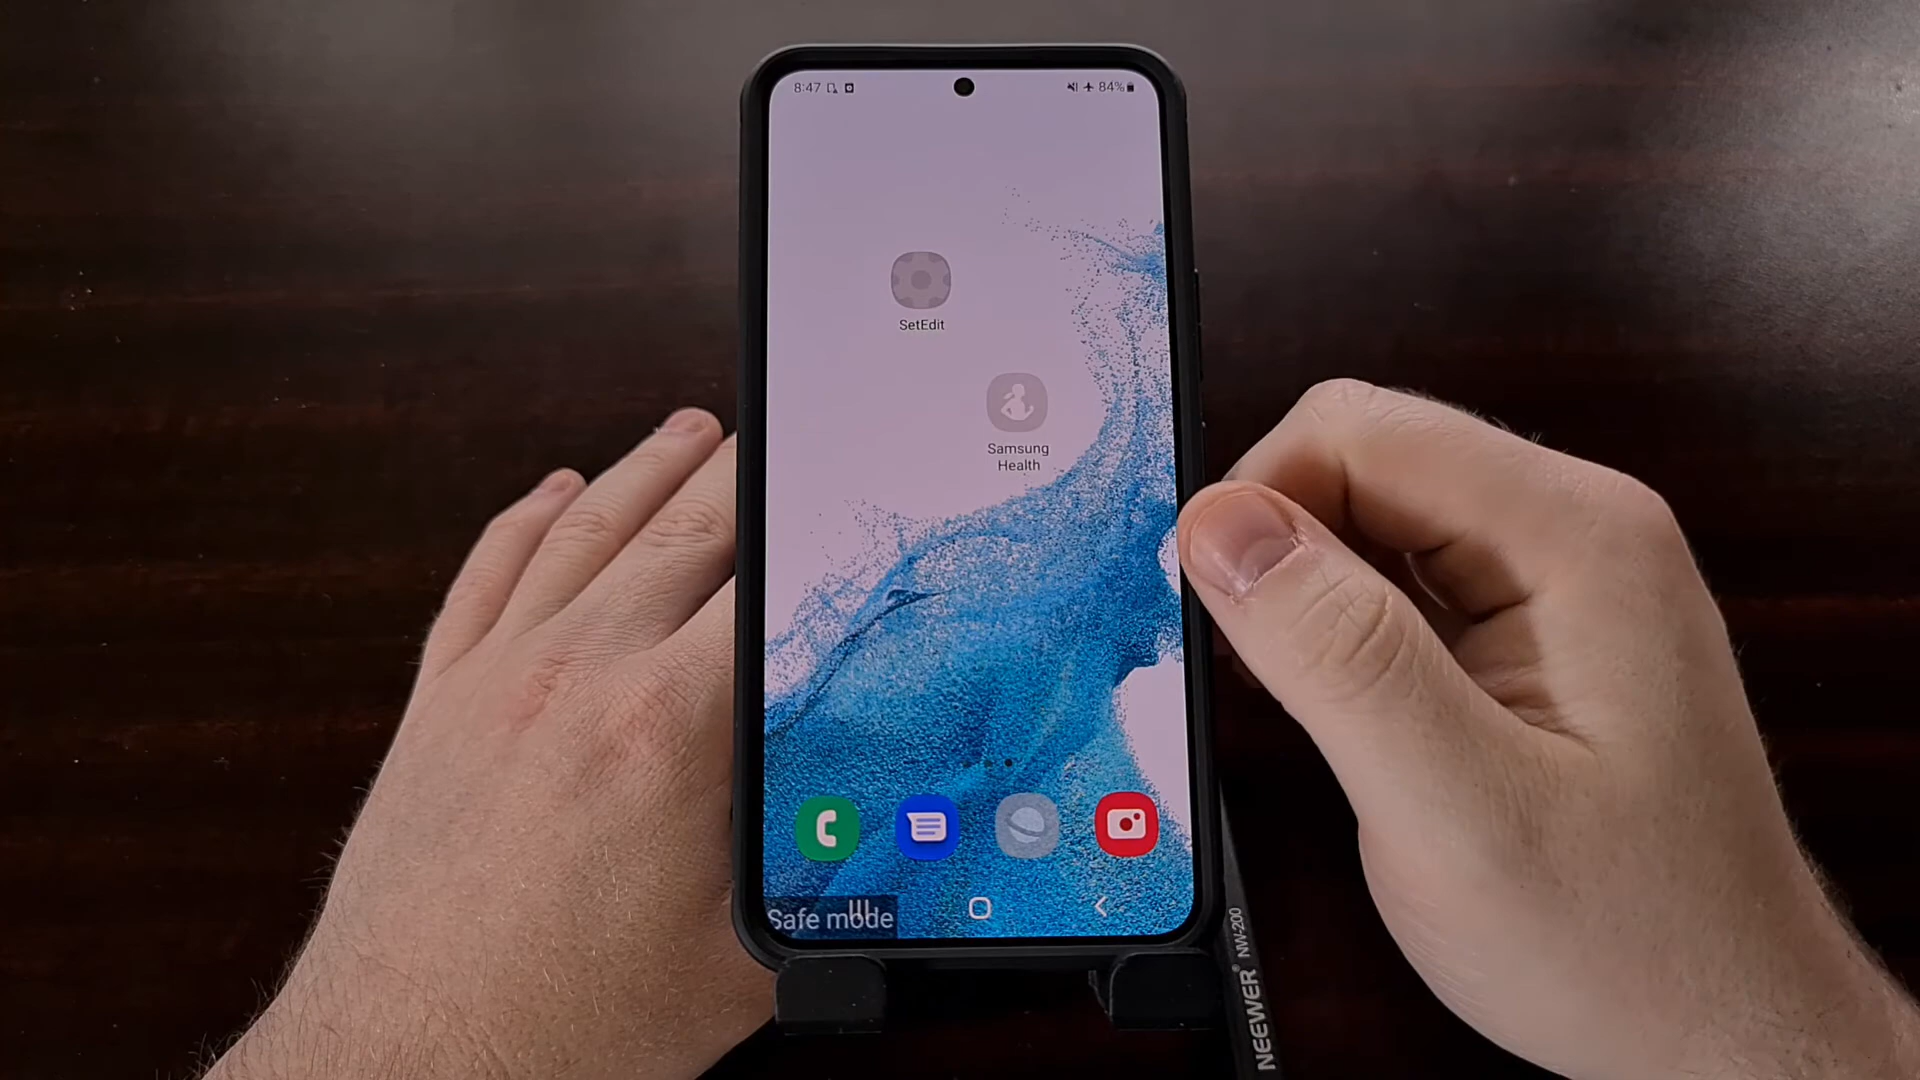 8:47
84%
SetEdit
Samsung
Health
Safe mode
NEEWER® NW-200